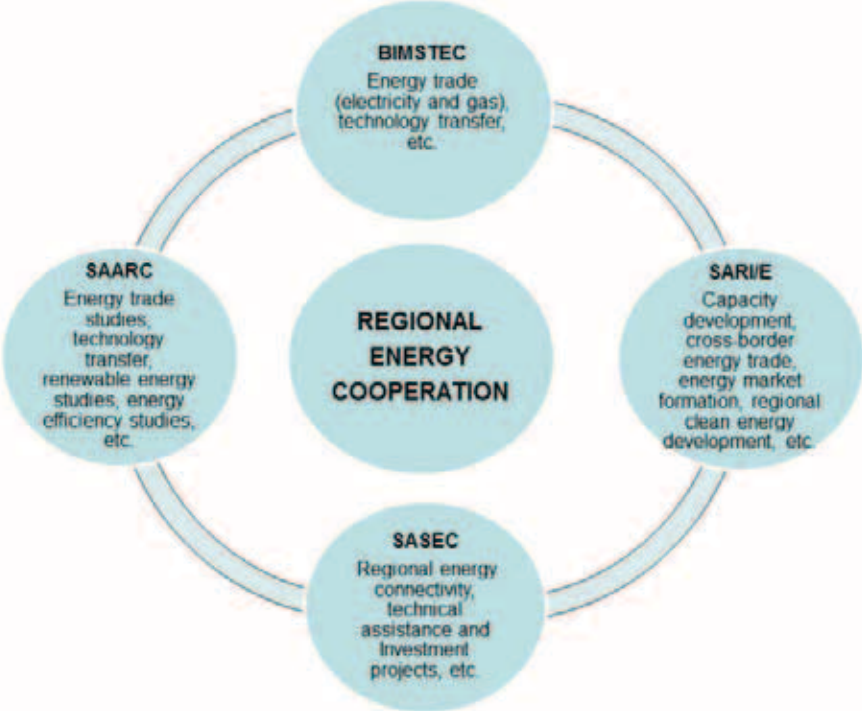 BIMSTEC
Energy trade
(electricity and gas),
technology transfer,
etc.
SAARC
Energy trade
studies,
technology
transfer,
renewable energy
studies, energy
efficiency studies,
etc.
REGIONAL
ENERGY
COOPERATION
SARI/E
Capacity
development,
cross-border
energy trade,
energy market
formation, regional
clean energy
development, etc.
SASEC
Regional energy
connectivity,
technical
assistance and
Investment
projects, etc.